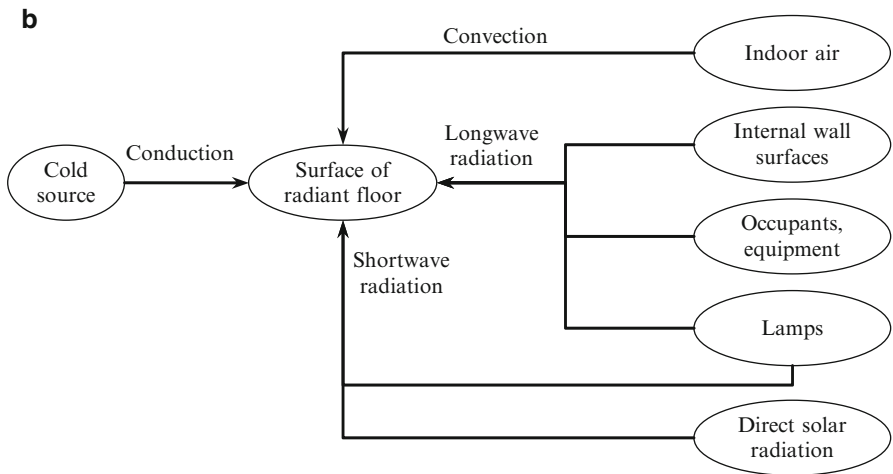 b
Convection
Indoor air
Conduction
Longwave
radiation
Internal wall
surfaces
Cold
source
Surface of
radiant floor
Occupants,
equipment
Shortwave
radiation
Lamps
Direct solar
radiation